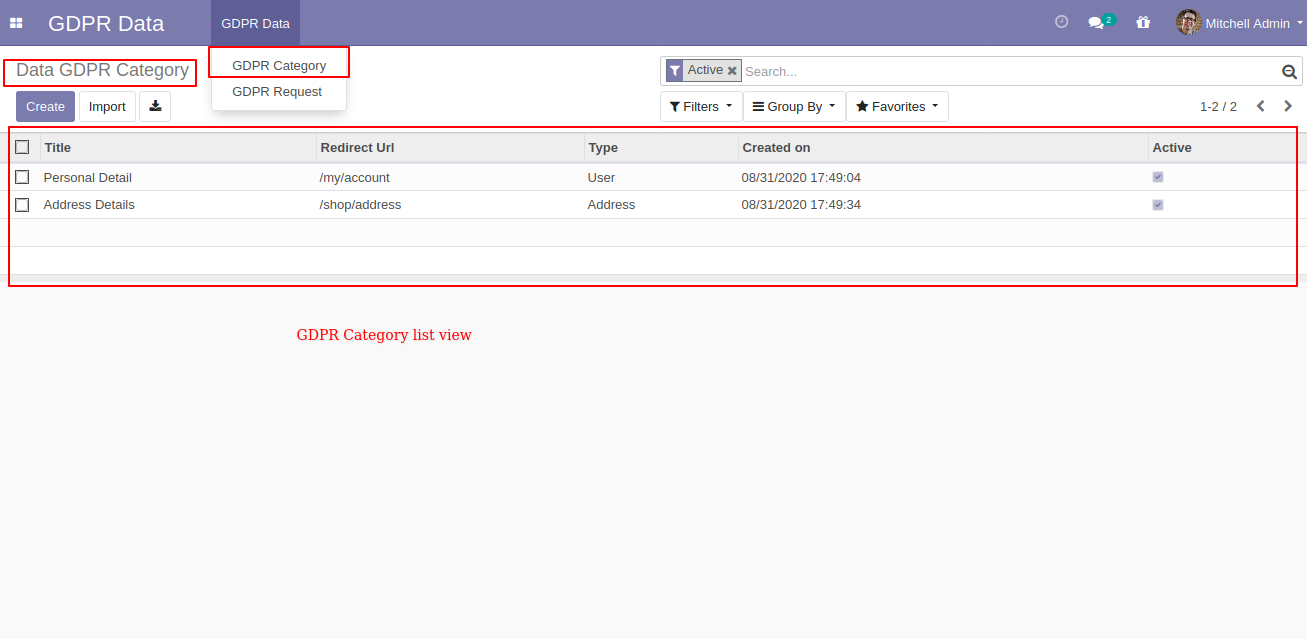 GDPR Data GDPR Data 2 Mitchell Admin
GDPR Category
GDPR Request
Data GDPR Category
Active Search...
Create Import Filters Group By Favorites 1-2 / 2
Title Redirect Url Type Created on Active
Personal Detail /my/account User 08/31/2020 17:49:04
Address Details /shop/address Address 08/31/2020 17:49:34
GDPR Category list view